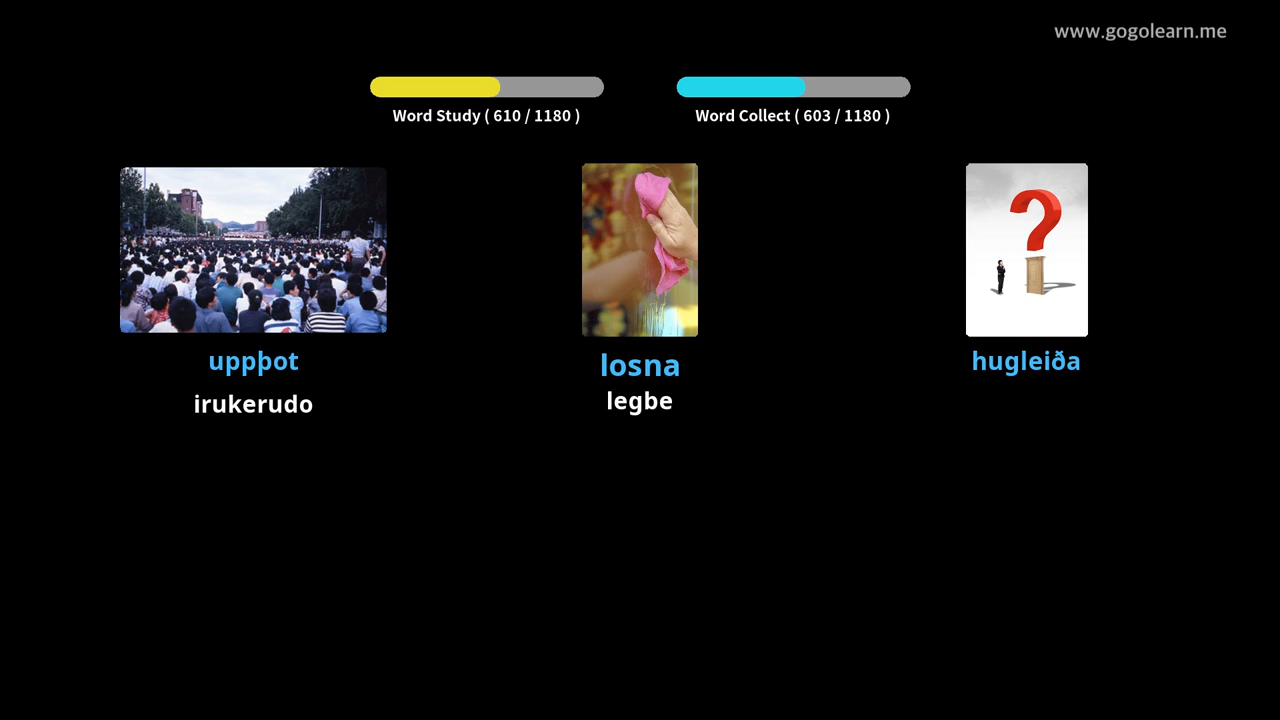 www.gogolearn.me
Word Study ( 610 / 1180 )
Word Collect ( 603 / 1180 )
uppþot
irukerudo
losna
legbe
hugleiða